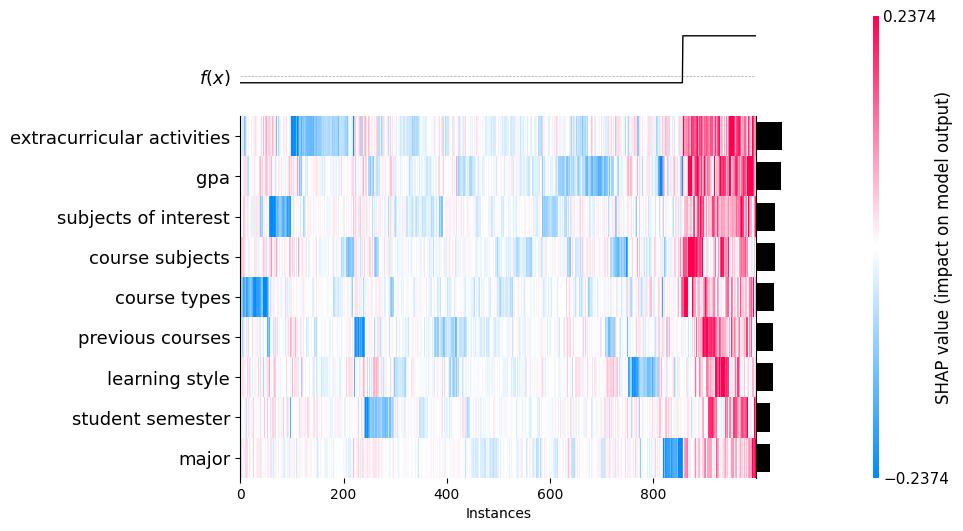 0.2374
f(x)
extracurricular activities
gpa
subjects of interest
course subjects
course types
previous courses
learning style
student semester
major
−0.2374
0 200 400 600 800
Instances
SHAP value (impact on model output)